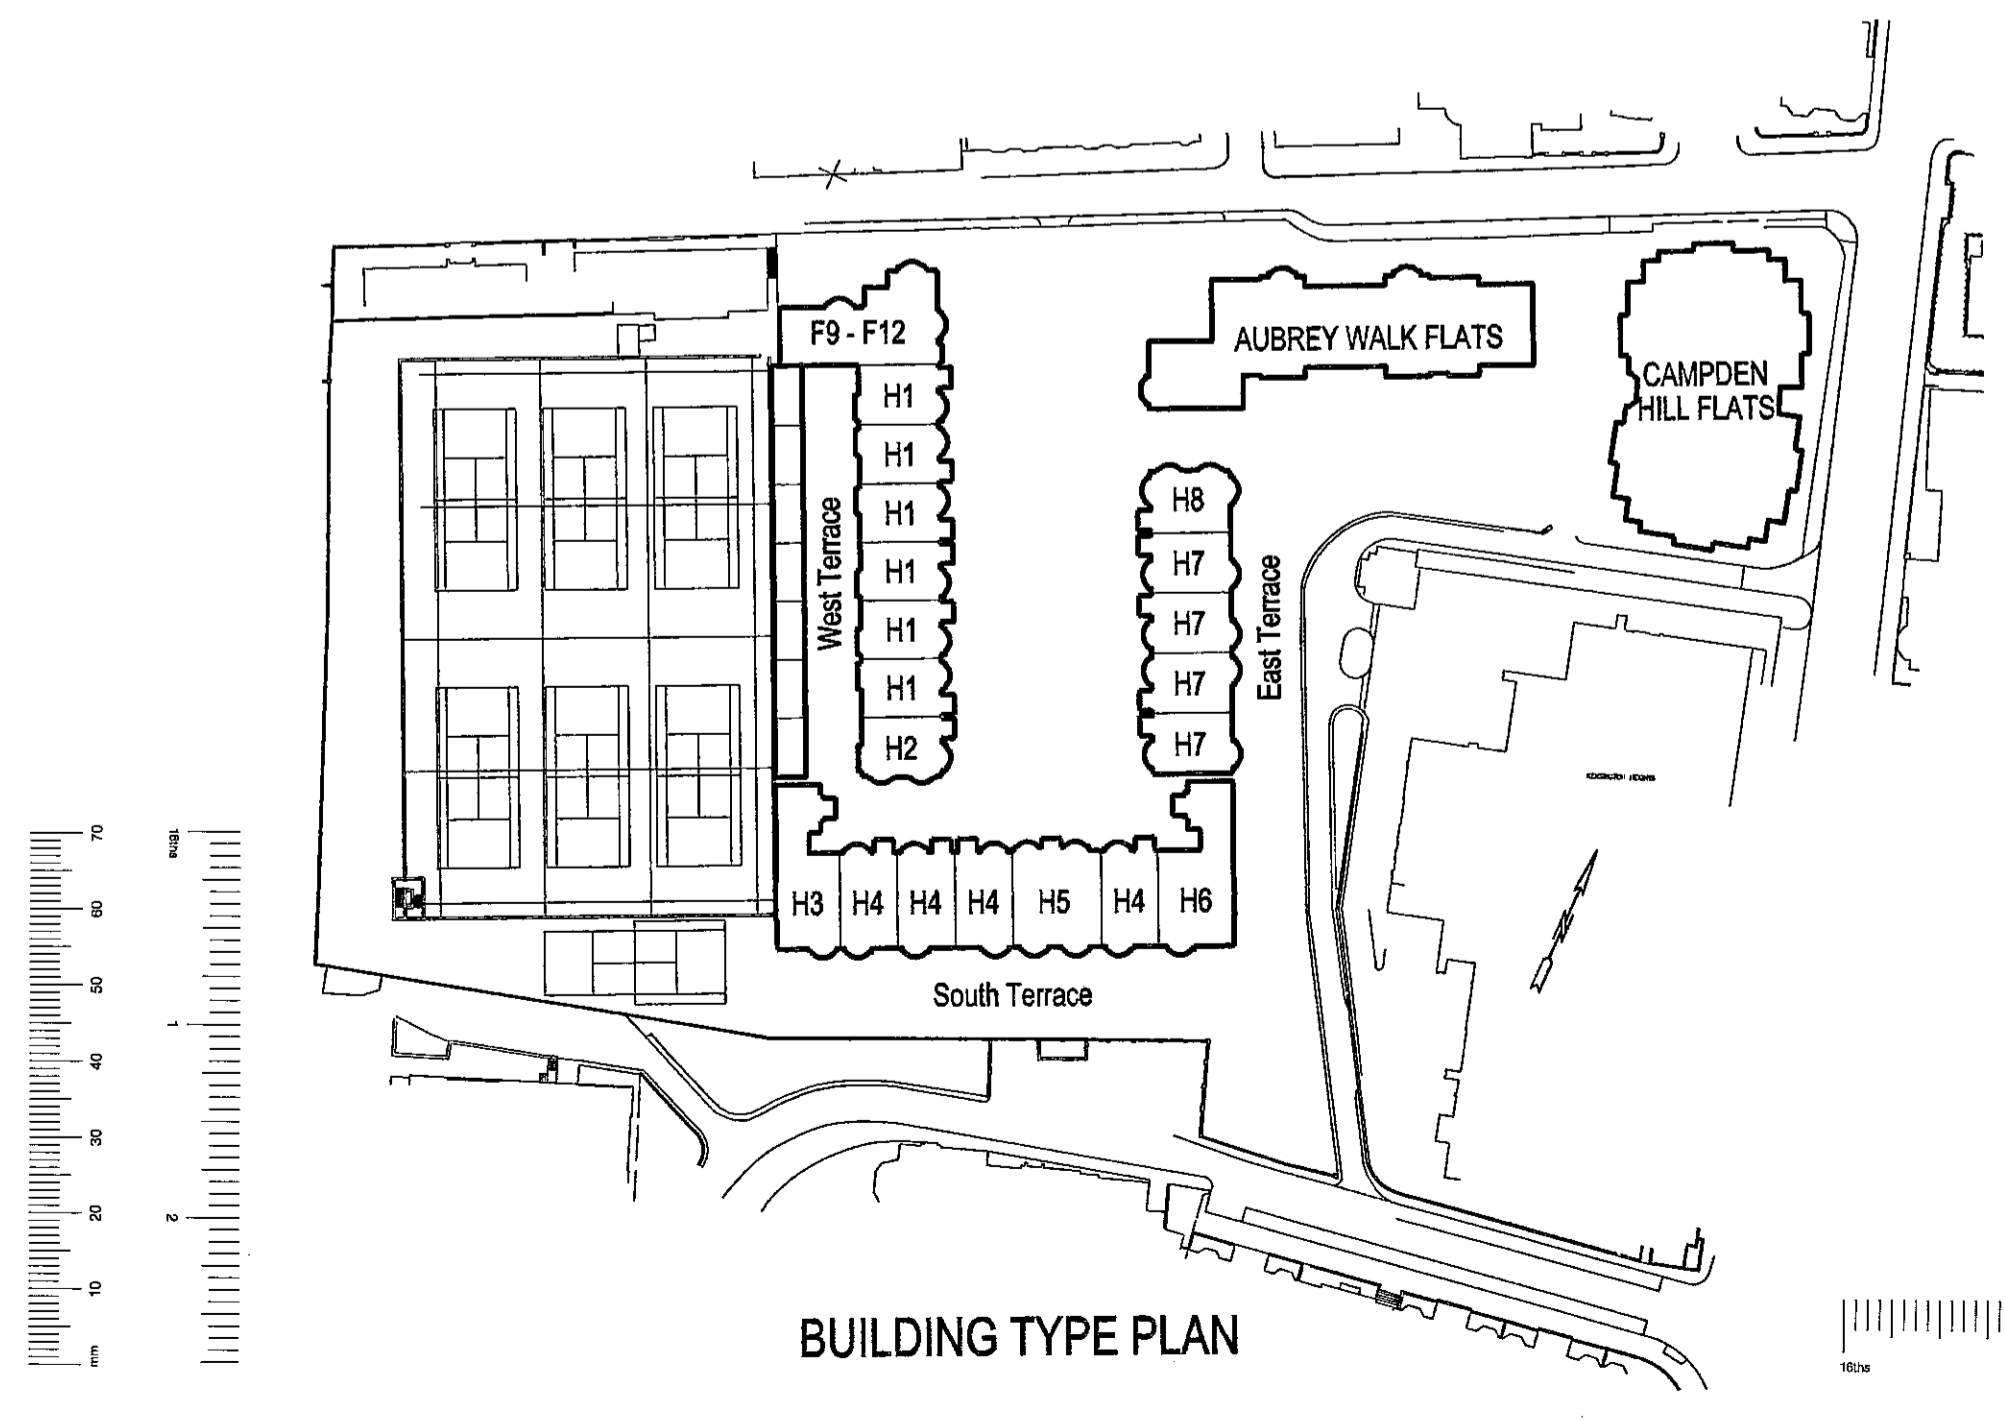 F9 - F12
AUBREY WALK FLATS
CAMPDEN
HILL FLATS
H1
H1
H1
H1
H1
H1
H2
West Terrace
H8
H7
H7
H7
H7
East Terrace
H3
H4
H4
H4
H5
H4
H6
South Terrace
KENSINGTON HEIGHTS
70
60
50
40
30
20
10
mm
16ths
1
2
BUILDING TYPE PLAN
16ths